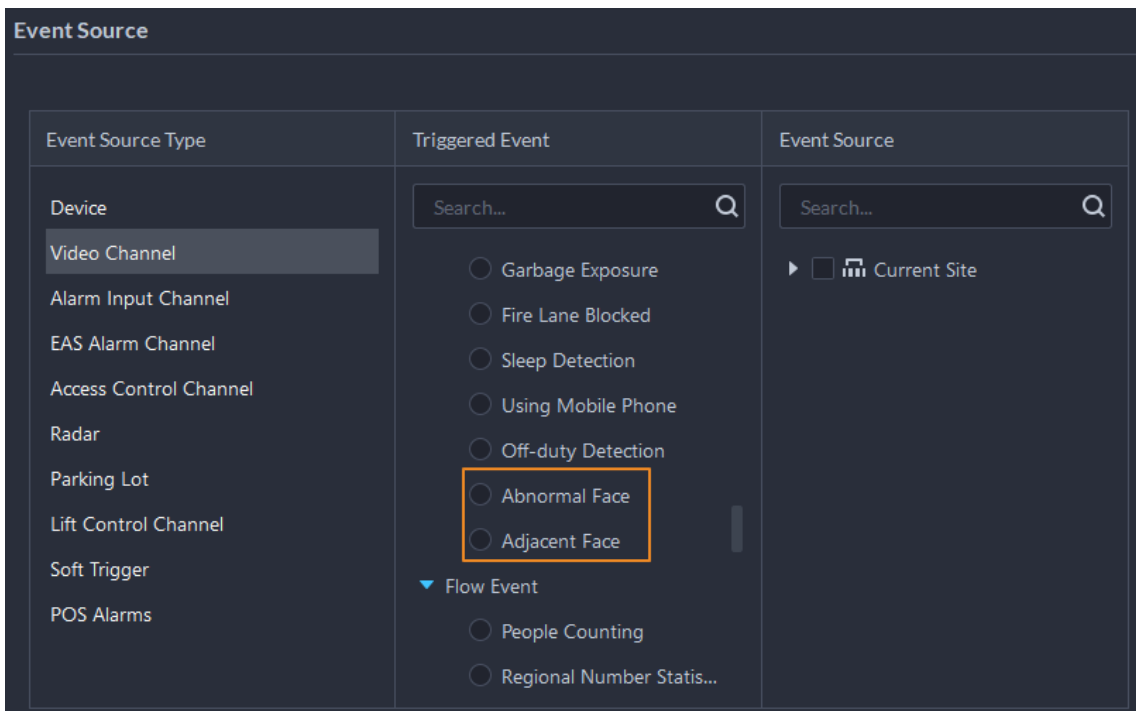 Event Source
Event Source Type
Triggered Event
Event Source
Device
Video Channel
Alarm Input Channel
EAS Alarm Channel
Access Control Channel
Radar
Parking Lot
Lift Control Channel
Soft Trigger
POS Alarms
Search...
Garbage Exposure
Fire Lane Blocked
Sleep Detection
Using Mobile Phone
Off-duty Detection
Abnormal Face
Adjacent Face
Flow Event
People Counting
Regional Number Statis...
Search...
Current Site